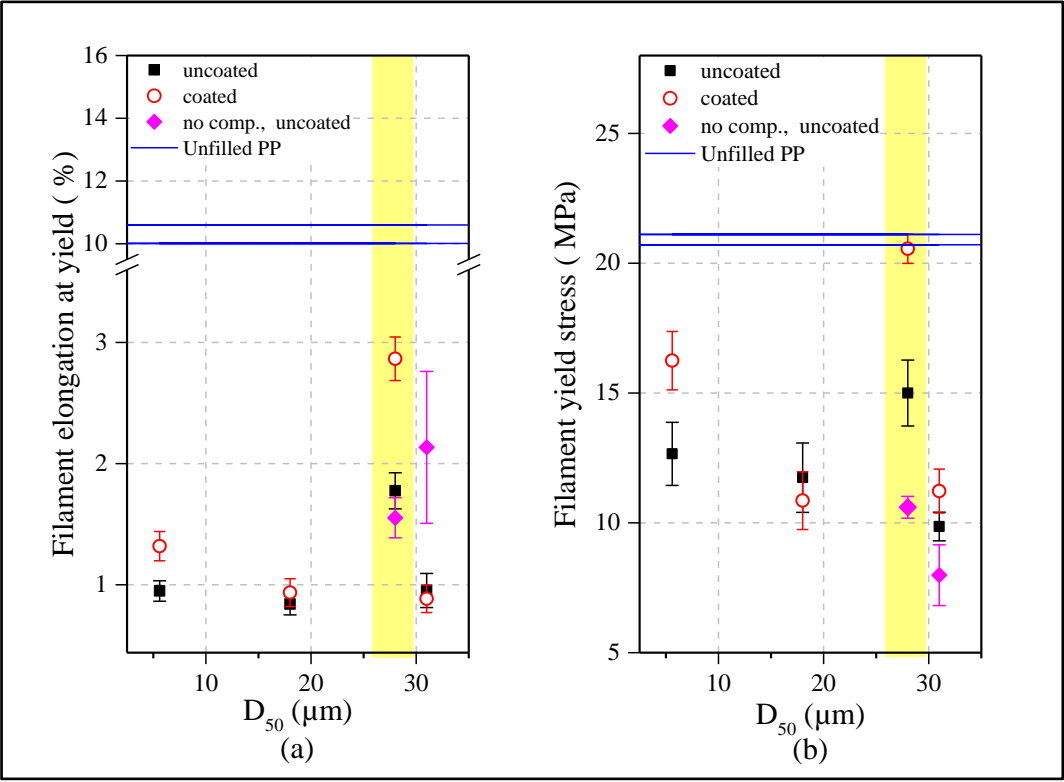 16
14
12
10
3
2
1
Filament elongation at yield ( %)
uncoated
coated
no comp., uncoated
Unfilled PP
10
20
30
D50 (µm)
(a)
25
20
15
10
5
Filament yield stress ( MPa)
uncoated
coated
no comp., uncoated
Unfilled PP
10
20
30
D50 (µm)
(b)